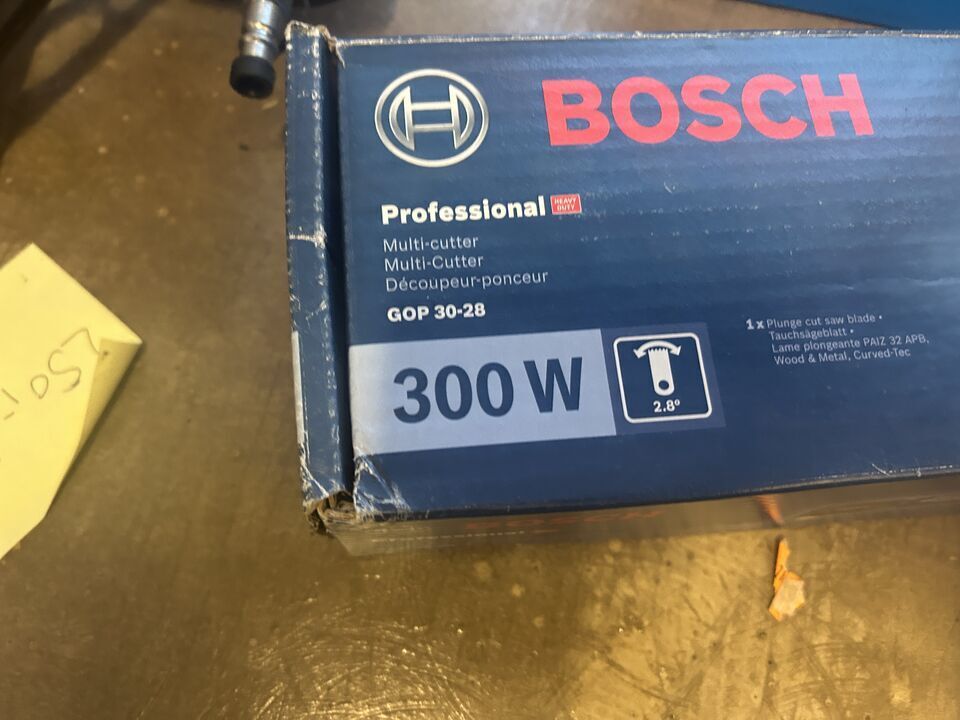 BOSCH
Professional HEAVY DUTY
Multi-cutter
Multi-Cutter
Découpeur-ponceur
GOP 30-28
300 W
2.8°
1 x Plunge cut saw blade •
Tauchsägeblatt •
Lame plongeante PAIZ 32 APB,
Wood & Metal, Curved-Tec